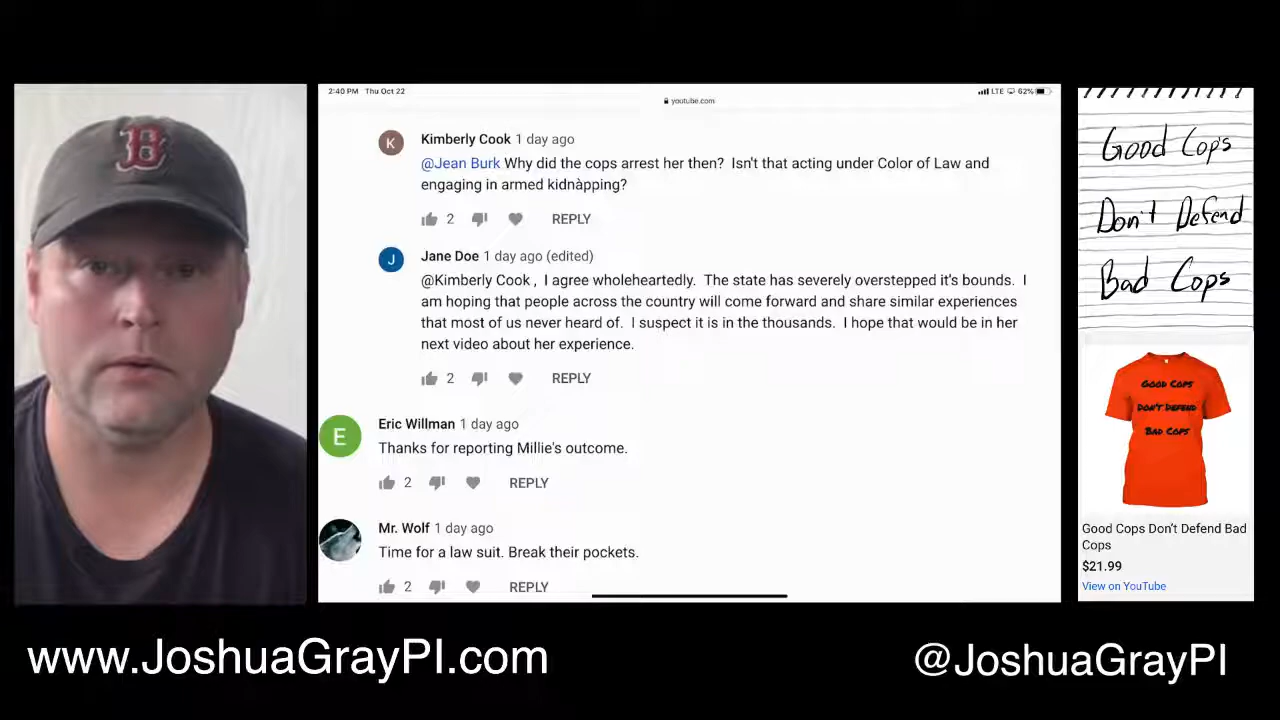 2:40 PM Thu Oct 22
youtube.com
LTE 62%
B
K
Kimberly Cook 1 day ago
@Jean Burk Why did the cops arrest her then? Isn't that acting under Color of Law and
engaging in armed kidnàpping?
2 REPLY
J
Jane Doe 1 day ago (edited)
@Kimberly Cook , I agree wholeheartedly. The state has severely overstepped it's bounds. I
am hoping that people across the country will come forward and share similar experiences
that most of us never heard of. I suspect it is in the thousands. I hope that would be in her
next video about her experience.
2 REPLY
E
Eric Willman 1 day ago
Thanks for reporting Millie's outcome.
2 REPLY
Mr. Wolf 1 day ago
Time for a law suit. Break their pockets.
2 REPLY
Good Cops
Don't Defend
Bad Cops
GOOD COPS
DON'T DEFEND
BAD COPS
Good Cops Don't Defend Bad
Cops
$21.99
View on YouTube
www.JoshuaGrayPI.com
@JoshuaGrayPI